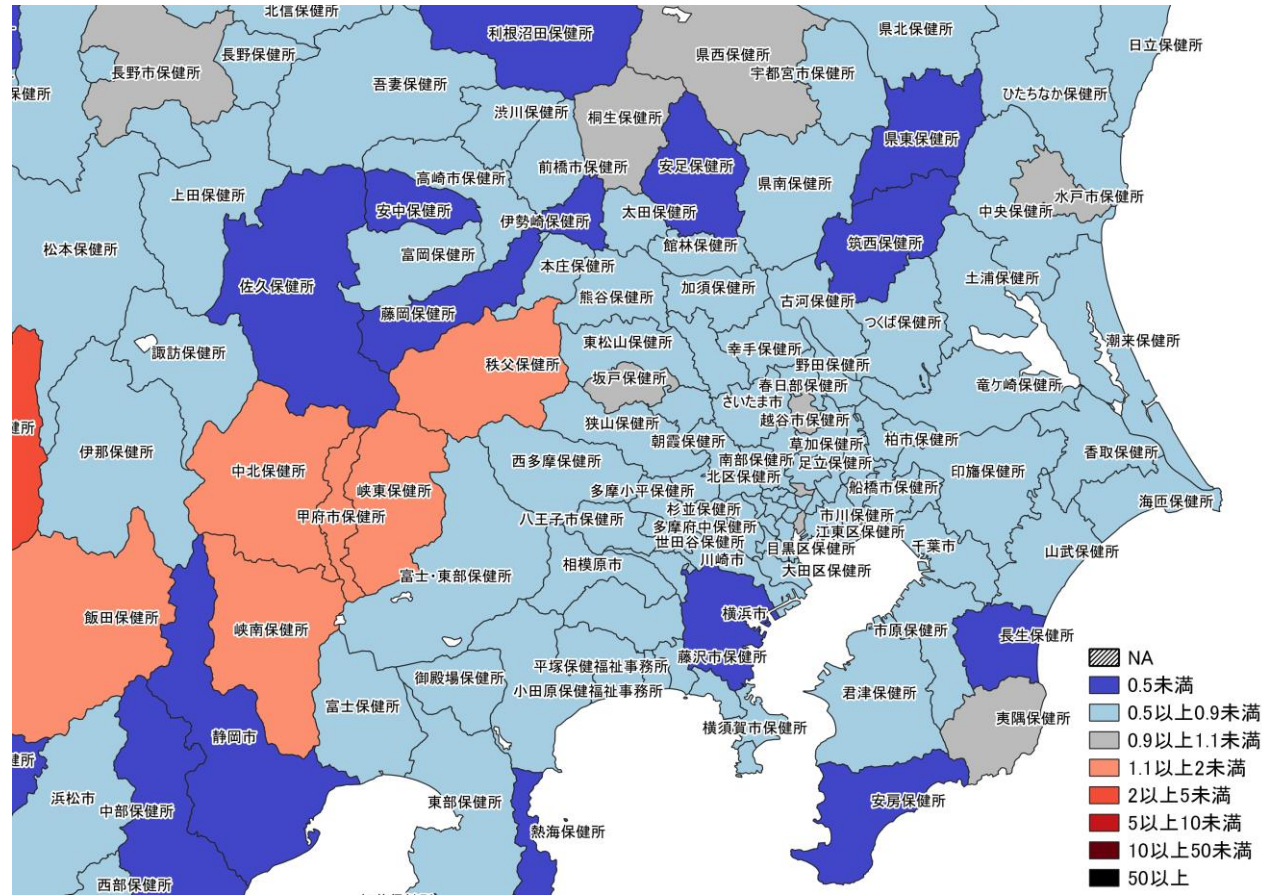 北信保健所
利根沼田保健所
県西保健所
県北保健所
日立保健所
長野保健所
長野市保健所
宇都宮市保健所
保健所
吾妻保健所
ひたちなか保健所
渋川保健所
桐生保健所
県東保健所
前橋市保健所
安足保健所
高崎市保健所
県南保健所
上田保健所
水戸市保健所
安中保健所
伊勢崎保健所
太田保健所
中央保健所
松本保健所
富岡保健所
館林保健所
筑西保健所
本庄保健所
土浦保健所
佐久保健所
熊谷保健所
加須保健所
古河保健所
藤岡保健所
つくば保健所
諏訪保健所
東松山保健所
幸手保健所
潮来保健所
秩父保健所
野田保健所
坂戸保健所
春日部保健所
竜ケ崎保健所
さいたま市
狭山保健所
越谷市保健所
健所
伊那保健所
朝霞保健所
草加保健所
柏市保健所
西多摩保健所
南部保健所
足立保健所
香取保健所
中北保健所
峡東保健所
北区保健所
印旛保健所
多摩小平保健所
船橋市保健所
海匝保健所
甲府市保健所
八王子市保健所
杉並保健所
市川保健所
多摩府中保健所
江東区保健所
世田谷保健所
目黒区保健所
千葉市
山武保健所
川崎市
相模原市
大田区保健所
富士・東部保健所
飯田保健所
横浜市
峡南保健所
市原保健所
長生保健所
藤沢市保健所
御殿場保健所
平塚保健福祉事務所
小田原保健福祉事務所
君津保健所
富士保健所
夷隅保健所
横須賀市保健所
静岡市
健所
浜松市
中部保健所
東部保健所
安房保健所
熱海保健所
西部保健所
NA
0.5未満
0.5以上0.9未満
0.9以上1.1未満
1.1以上2未満
2以上5未満
5以上10未満
10以上50未満
50以上